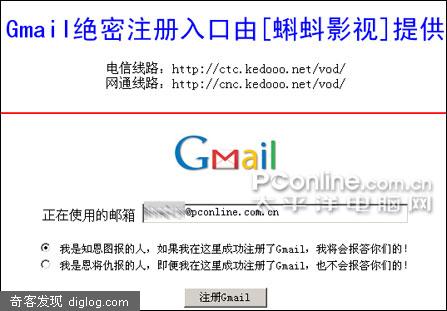 Gmail绝密注册入口由[蝌蚪影视]提供
电信线路：http://ctc.kedooo.net/vod/
网通线路：http://cnc.kedooo.net/vod/
Gmail
PConline.com.cn
太平洋电脑网
正在使用的邮箱 @pconline.com.cn
我是知恩图报的人，如果我在这里成功注册了Gmail，我将会报答你们的！
我是恩将仇报的人，即便我在这里成功注册了Gmail，也不会报答你们的！
注册Gmail
奇客发现 diglog.com